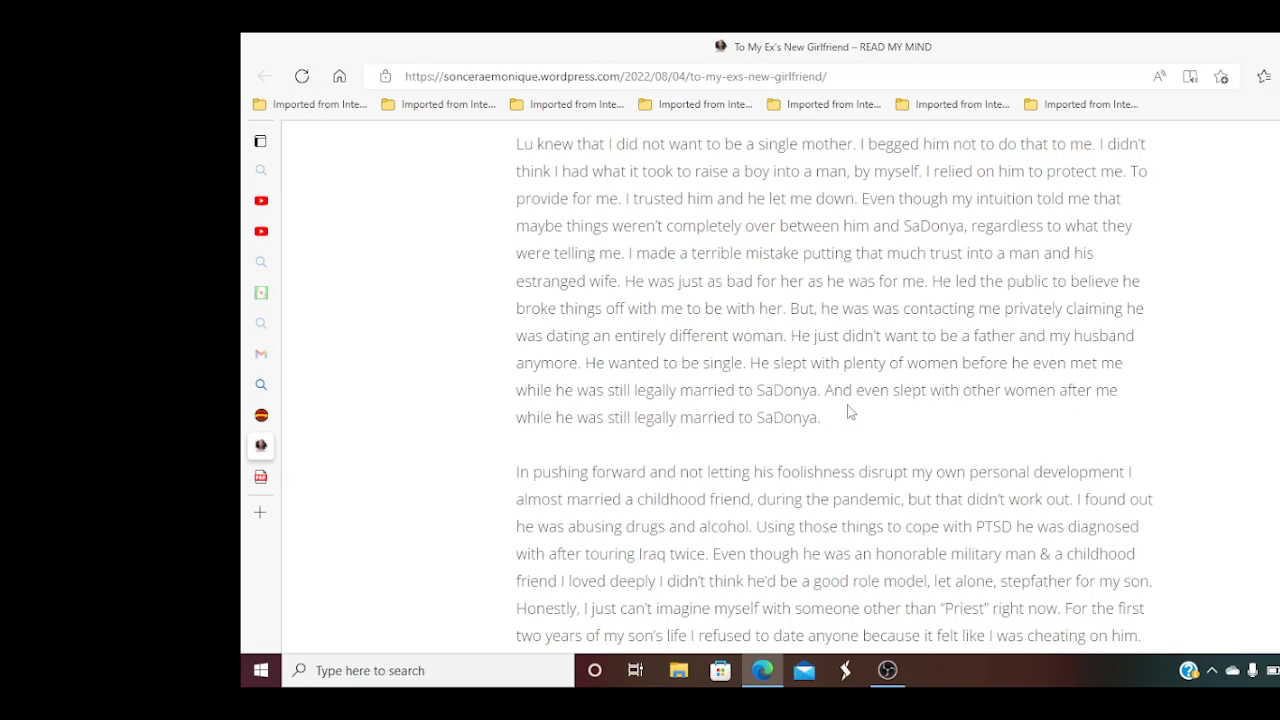 To My Ex's New Girlfriend – READ MY MIND
https://sonceraemonique.wordpress.com/2022/08/04/to-my-exs-new-girlfriend/
Imported from Inte... Imported from Inte... Imported from Inte... Imported from Inte... Imported from Inte... Imported from Inte... Imported from Inte...
Lu knew that I did not want to be a single mother. I begged him not to do that to me. I didn't
think I had what it took to raise a boy into a man, by myself. I relied on him to protect me. To
provide for me. I trusted him and he let me down. Even though my intuition told me that
maybe things weren't completely over between him and SaDonya, regardless to what they
were telling me. I made a terrible mistake putting that much trust into a man and his
estranged wife. He was just as bad for her as he was for me. He led the public to believe he
broke things off with me to be with her. But, he was was contacting me privately claiming he
was dating an entirely different woman. He just didn't want to be a father and my husband
anymore. He wanted to be single. He slept with plenty of women before he even met me
while he was still legally married to SaDonya. And even slept with other women after me
while he was still legally married to SaDonya.
In pushing forward and not letting his foolishness disrupt my own personal development I
almost married a childhood friend, during the pandemic, but that didn't work out. I found out
he was abusing drugs and alcohol. Using those things to cope with PTSD he was diagnosed
with after touring Iraq twice. Even though he was an honorable military man & a childhood
friend I loved deeply I didn't think he'd be a good role model, let alone, stepfather for my son.
Honestly, I just can't imagine myself with someone other than "Priest" right now. For the first
two years of my son's life I refused to date anyone because it felt like I was cheating on him.
Type here to search